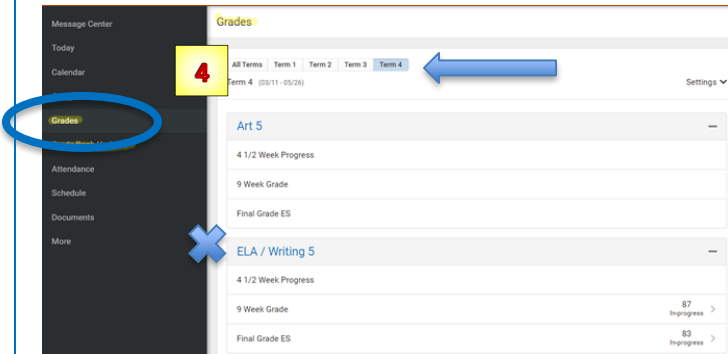 Message Center
Today
Calendar
Grades
Attendance
Schedule
Documents
More
Grades
4
All Terms Term 1 Term 2 Term 3 Term 4
Term 4 (03/11 - 05/26)
Settings
Art 5
4 1/2 Week Progress
9 Week Grade
Final Grade ES
ELA / Writing 5
4 1/2 Week Progress
9 Week Grade
87
In-progress
Final Grade ES
83
In-progress